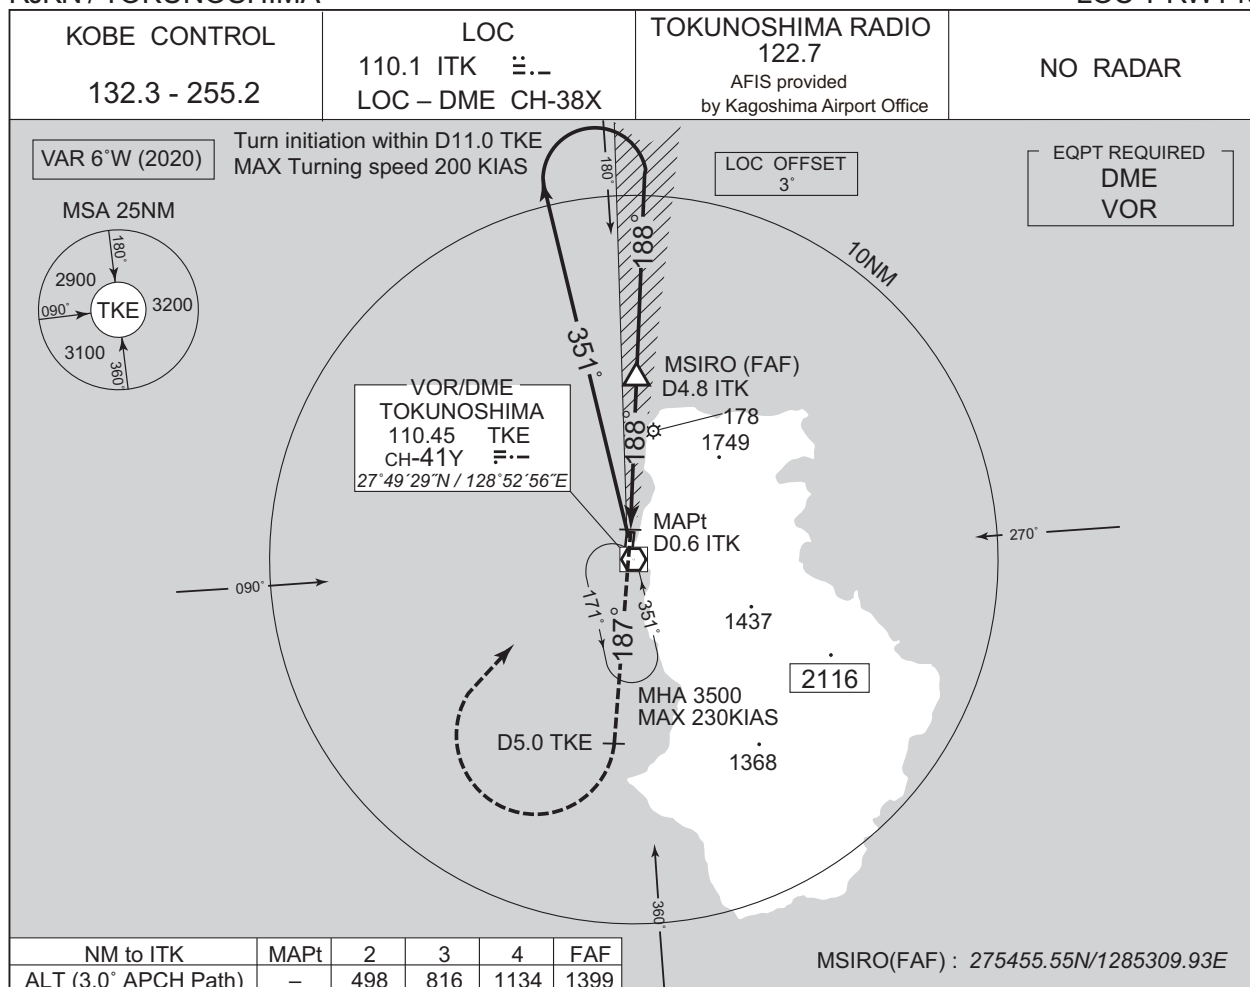 KOBE CONTROL
132.3 - 255.2
LOC
110.1 ITK
LOC – DME CH-38X
TOKUNOSHIMA RADIO
122.7
AFIS provided
by Kagoshima Airport Office
NO RADAR
VAR 6°W (2020)
Turn initiation within D11.0 TKE
MAX Turning speed 200 KIAS
180°
LOC OFFSET
3°
EQPT REQUIRED
DME
VOR
MSA 25NM
180°
2900
090°
TKE
3200
3100
360°
188°
10NM
351°
MSIRO (FAF)
D4.8 ITK
VOR/DME
TOKUNOSHIMA
110.45 TKE
CH-41Y
27°49´29˝N / 128°52´56˝E
188°
178
1749
MAPt
D0.6 ITK
270°
090°
171°
187°
351°
1437
2116
MHA 3500
MAX 230KIAS
D5.0 TKE
1368
360°
NM to ITK MAPt 2 3 4 FAF
ALT (3.0° APCH Path) – 498 816 1134 1399
MSIRO(FAF) : 275455.55N/1285309.93E